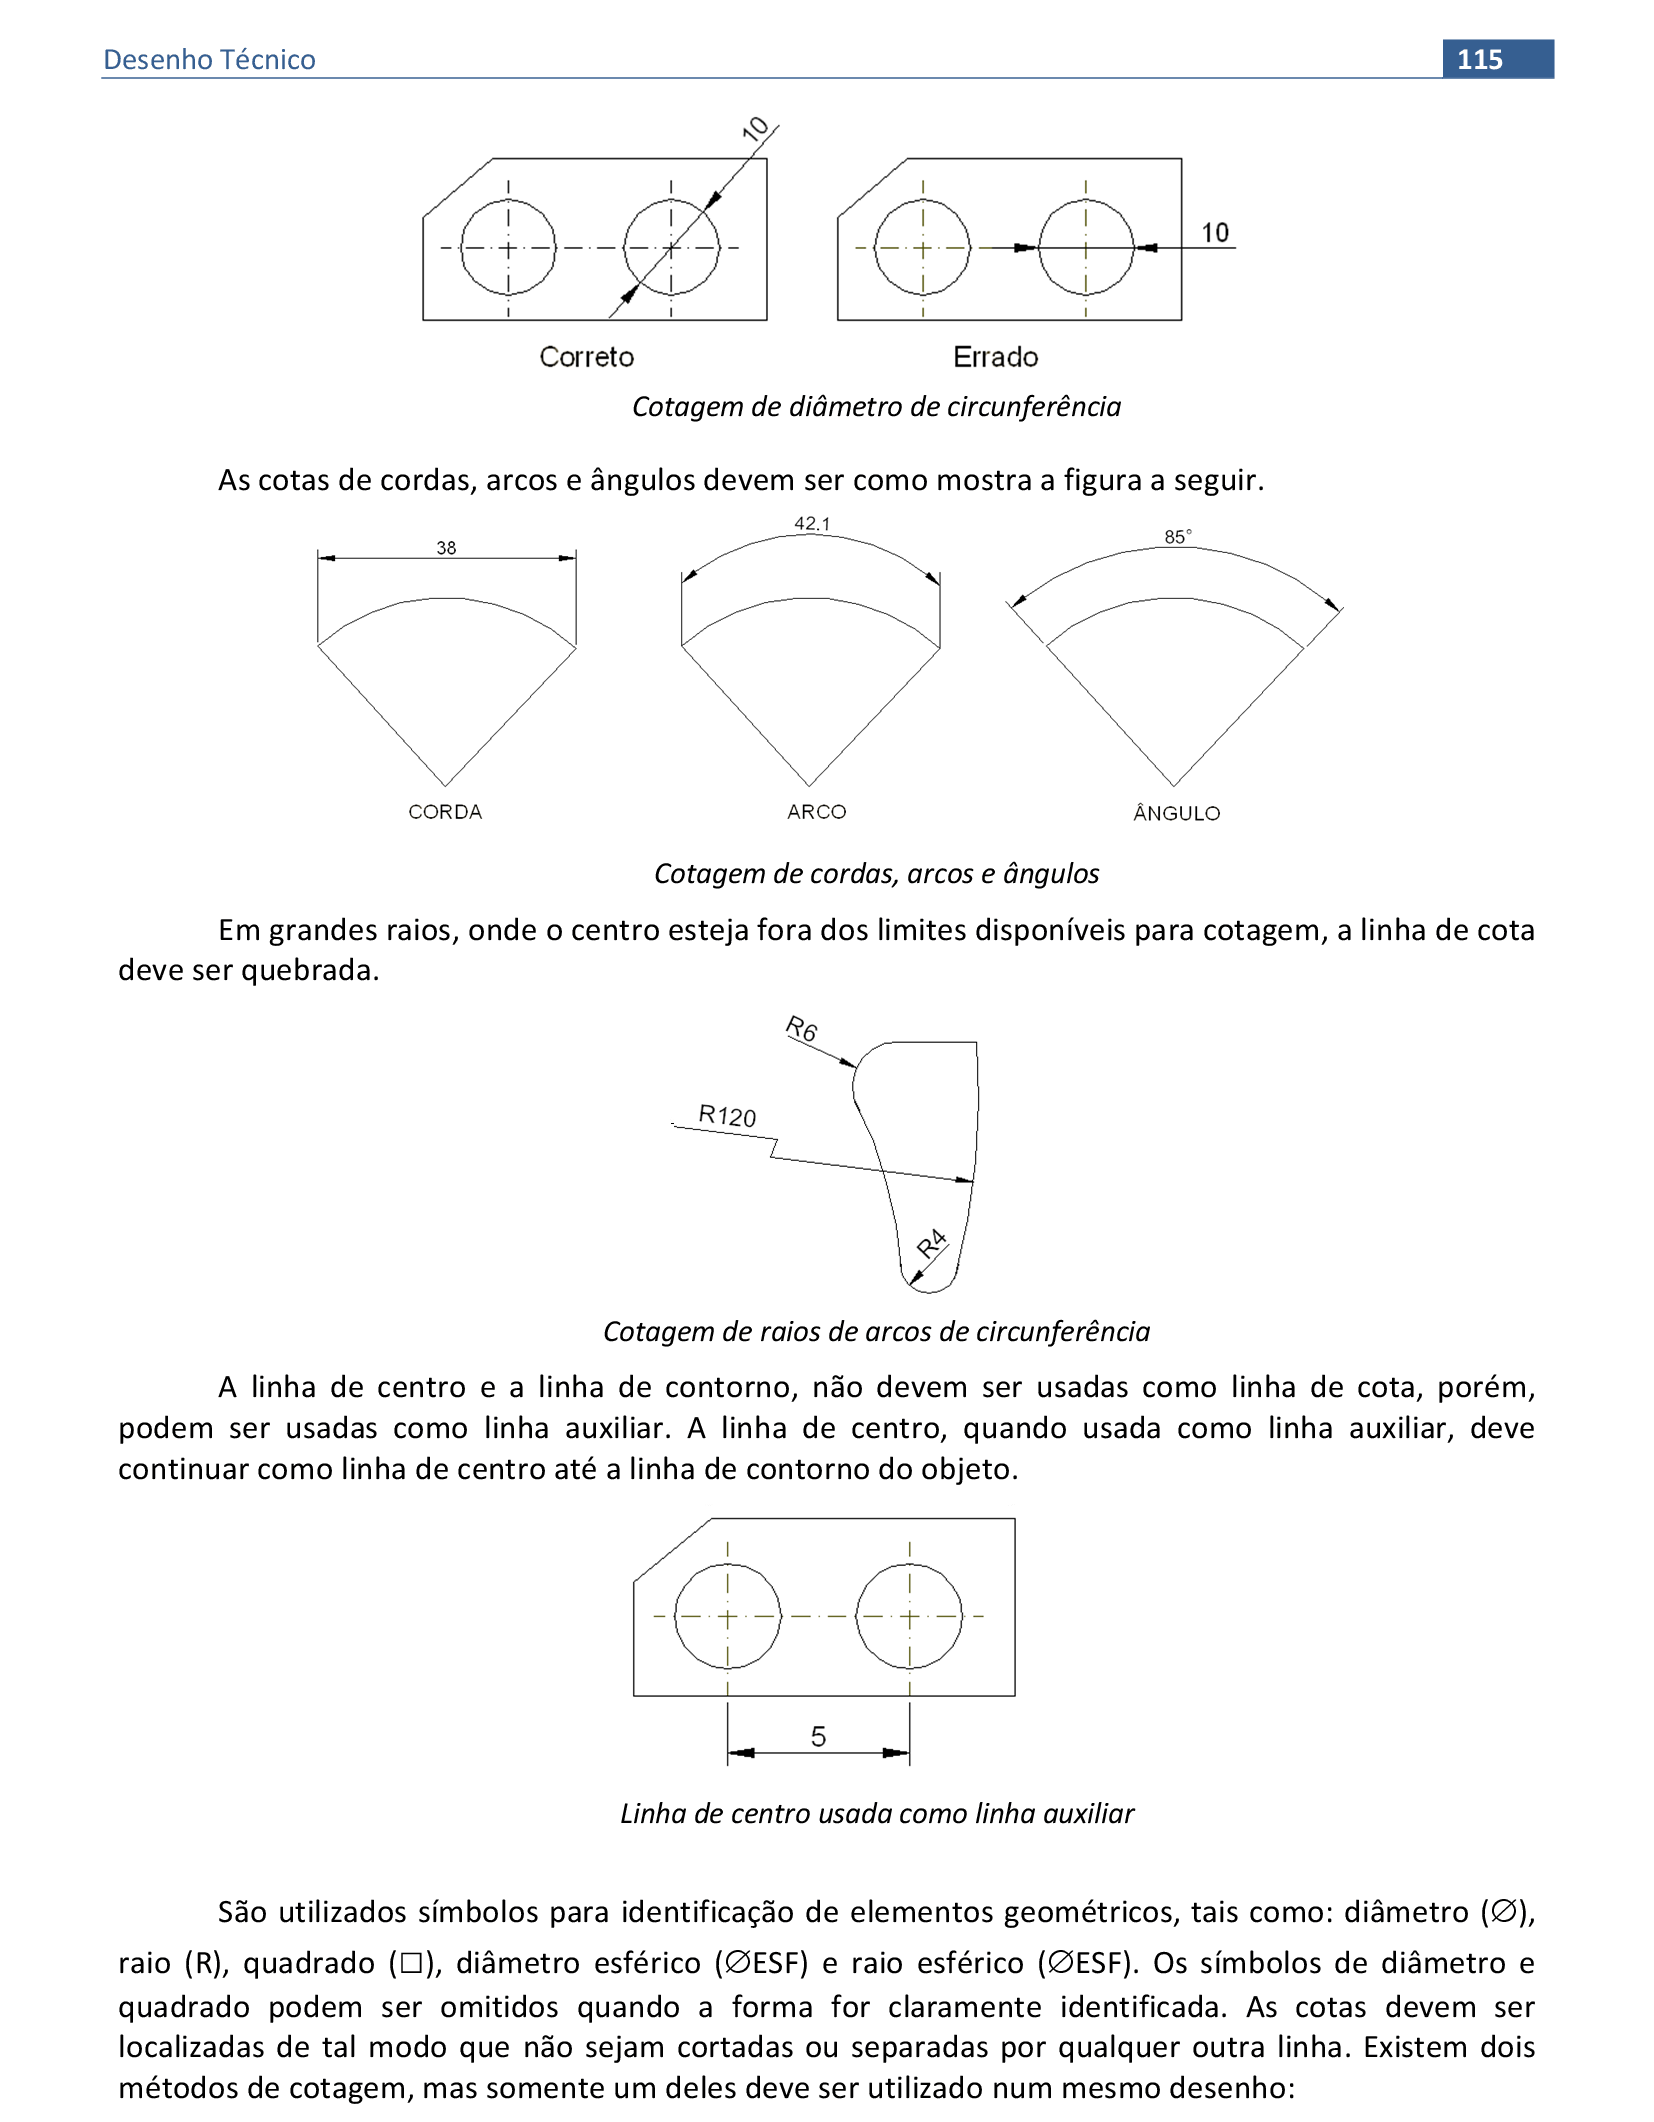 Desenho Técnico 115
10
10
Correto Errado
Cotagem de diâmetro de circunferência
As cotas de cordas, arcos e ângulos devem ser como mostra a figura a seguir.
38 42.1 85°
CORDA ARCO ÂNGULO
Cotagem de cordas, arcos e ângulos
Em grandes raios, onde o centro esteja fora dos limites disponíveis para cotagem, a linha de cota
deve ser quebrada.
R6
R120
R4
Cotagem de raios de arcos de circunferência
A linha de centro e a linha de contorno, não devem ser usadas como linha de cota, porém,
podem ser usadas como linha auxiliar. A linha de centro, quando usada como linha auxiliar, deve
continuar como linha de centro até a linha de contorno do objeto.
5
Linha de centro usada como linha auxiliar
São utilizados símbolos para identificação de elementos geométricos, tais como: diâmetro (∅),
raio (R), quadrado (□), diâmetro esférico (∅ESF) e raio esférico (∅ESF). Os símbolos de diâmetro e
quadrado podem ser omitidos quando a forma for claramente identificada. As cotas devem ser
localizadas de tal modo que não sejam cortadas ou separadas por qualquer outra linha. Existem dois
métodos de cotagem, mas somente um deles deve ser utilizado num mesmo desenho: